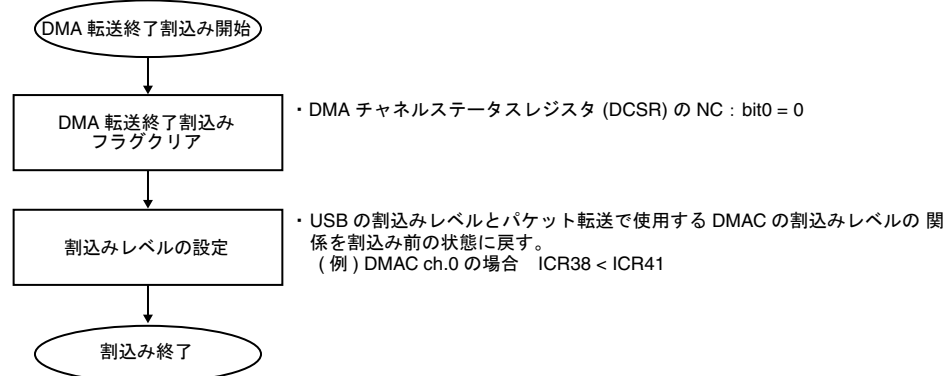 DMA 転送終了割込み開始
DMA 転送終了割込み
フラグクリア
・DMA チャネルステータスレジスタ (DCSR) の NC : bit0 = 0
割込みレベルの設定
・USB の割込みレベルとパケット転送で使用する DMAC の割込みレベルの 関
係を割込み前の状態に戻す。
( 例 ) DMAC ch.0 の場合 ICR38 < ICR41
割込み終了